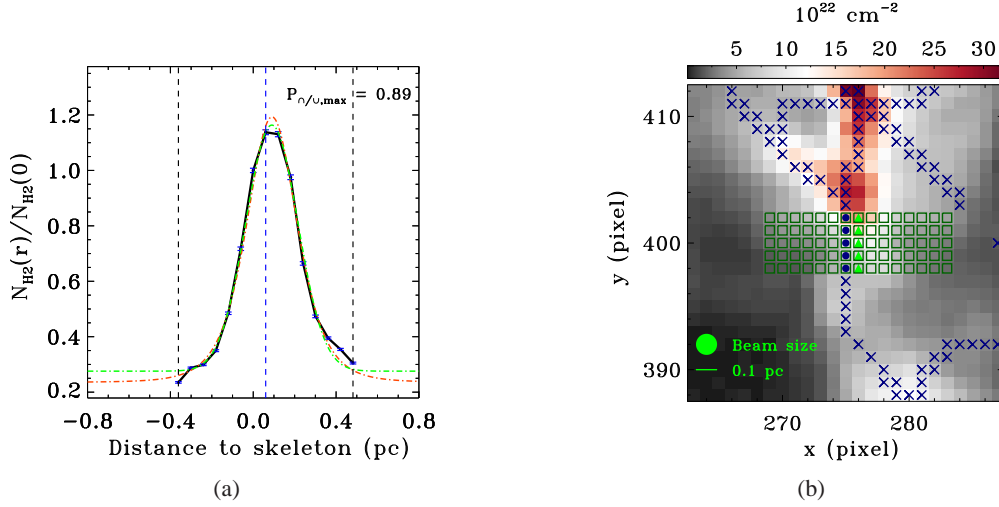 10²² cm⁻²
5 10 15 20 25 30
P∩/∪,max = 0.89
N_H2(r)/N_H2(0)
1.2
1.0
0.8
0.6
0.4
0.2
−0.8 −0.4 0.0 0.4 0.8
Distance to skeleton (pc)
(a)
y (pixel)
410
400
390
Beam size
0.1 pc
270 280
x (pixel)
(b)